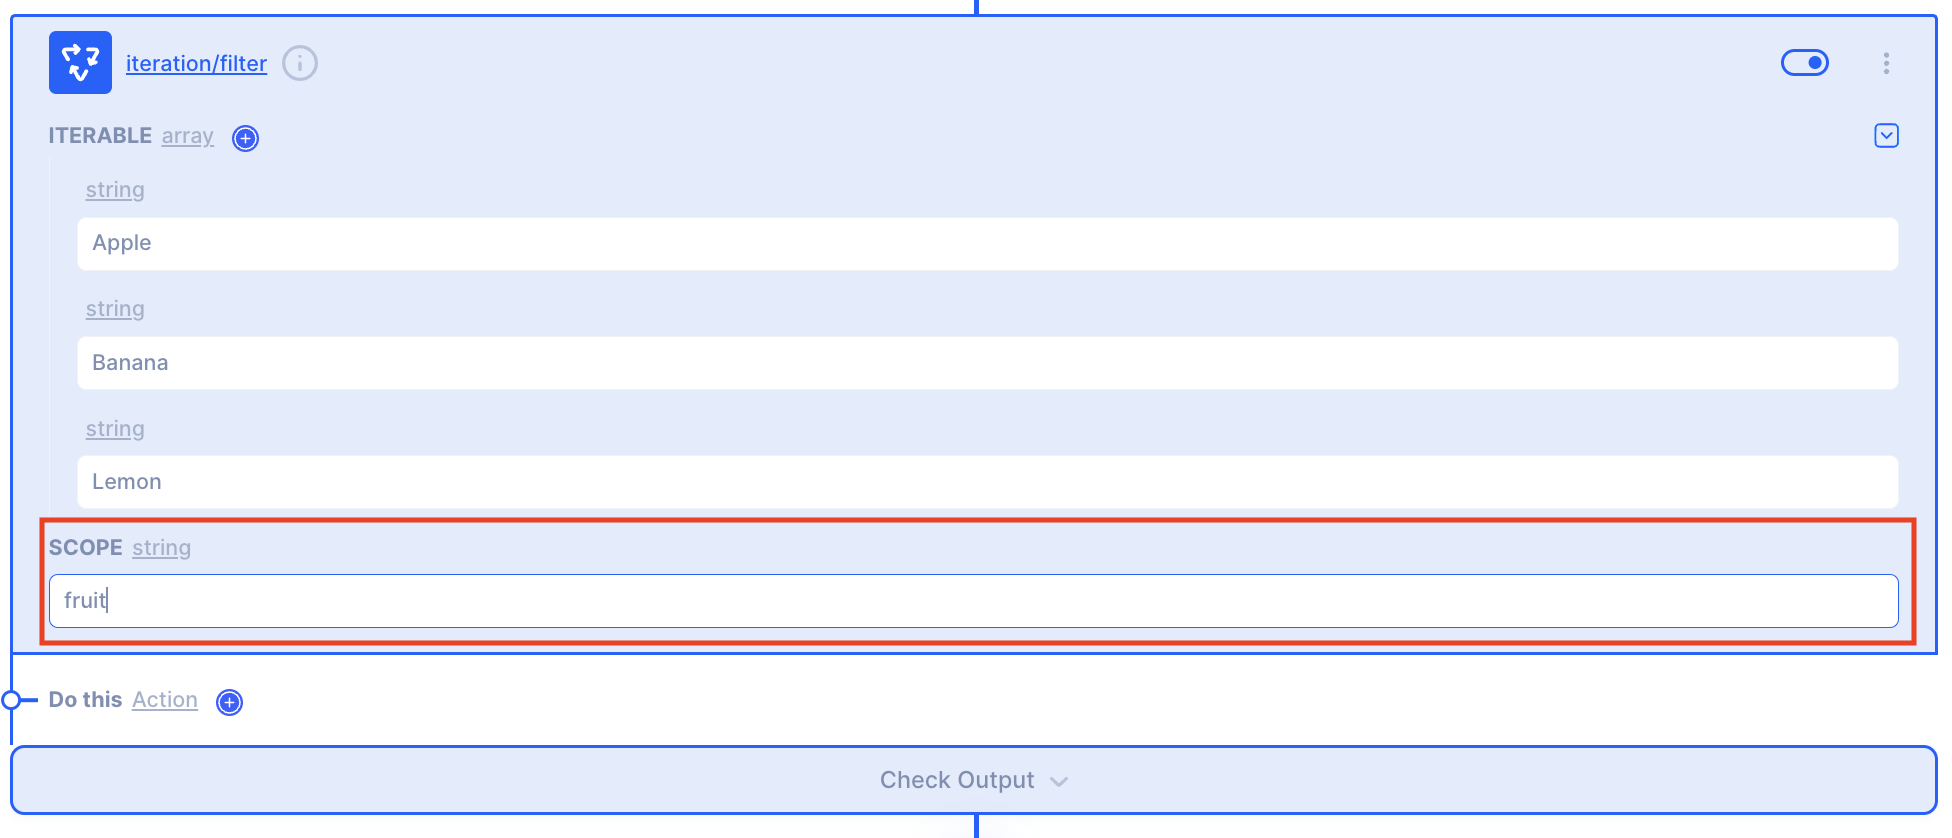 iteration/filter
ITERABLE array
string
Apple
string
Banana
string
Lemon
SCOPE string
fruit
Do this Action
Check Output